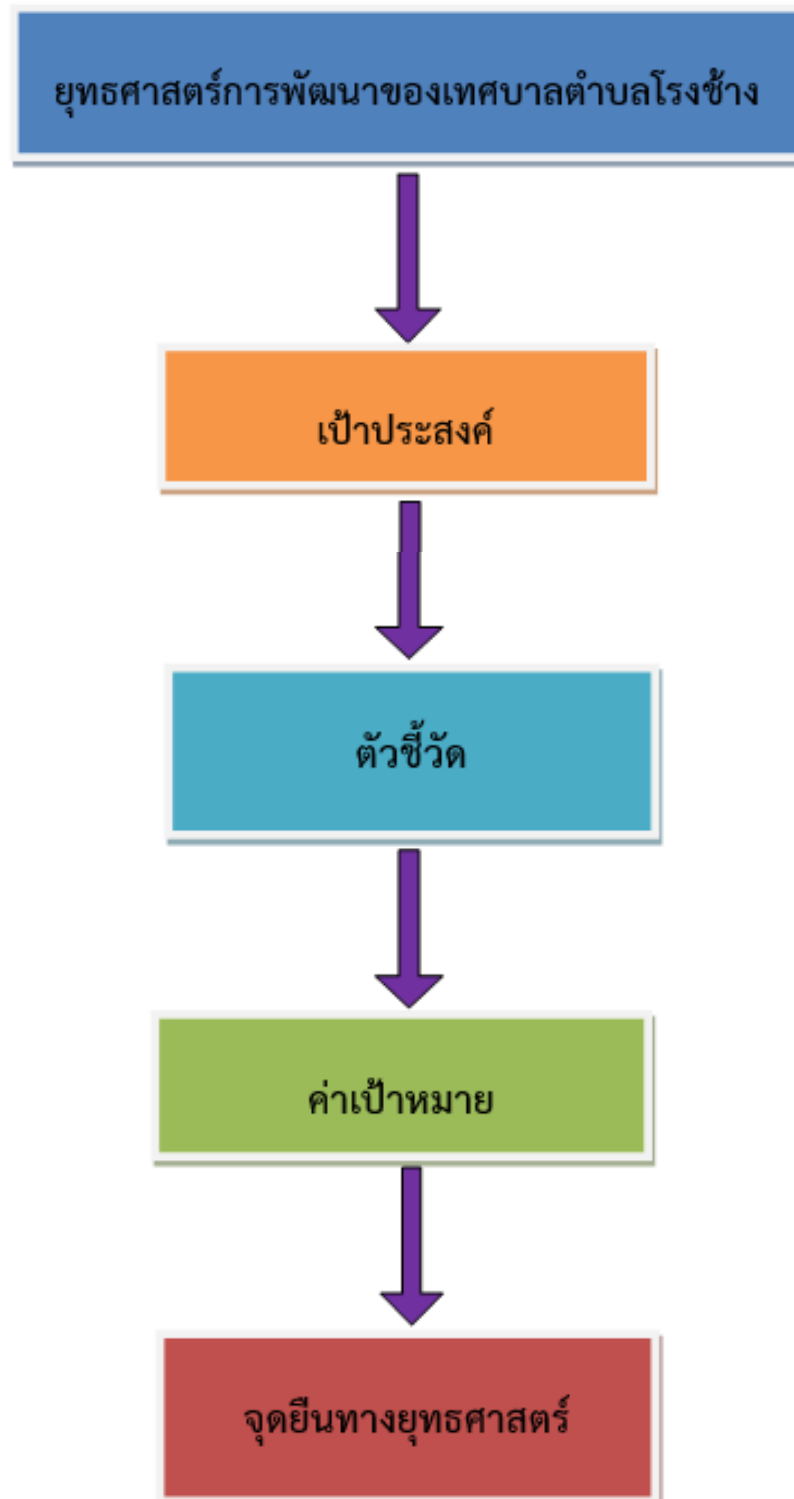 ยุทธศาสตร์การพัฒนาของเทศบาลตำบลโรงช้าง
เป้าประสงค์
ตัวชี้วัด
ค่าเป้าหมาย
จุดยืนทางยุทธศาสตร์